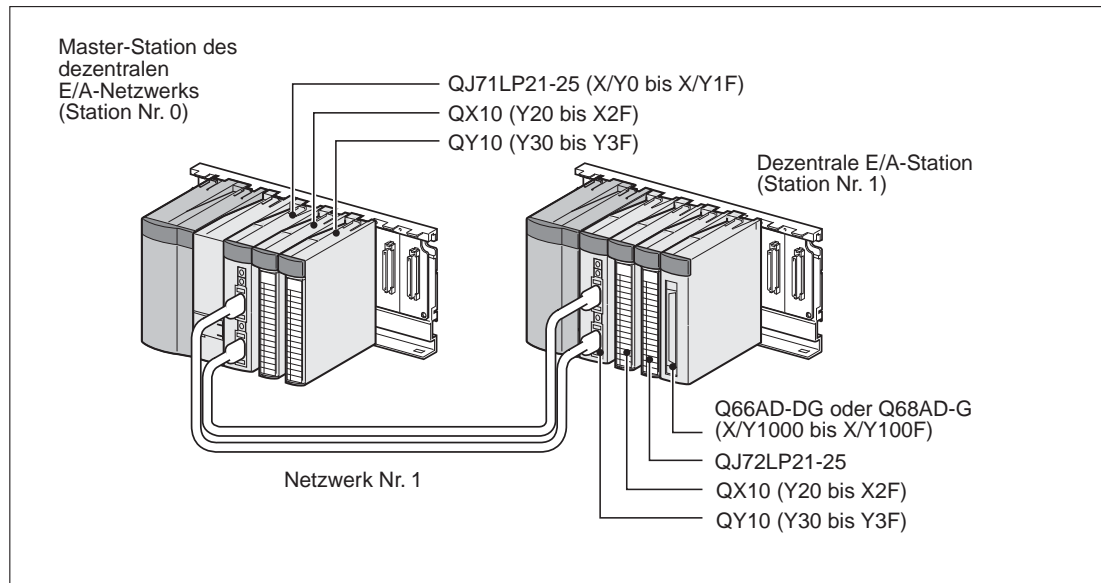 Master-Station des
dezentralen
E/A-Netzwerks
(Station Nr. 0)
QJ71LP21-25 (X/Y0 bis X/Y1F)
QX10 (Y20 bis X2F)
QY10 (Y30 bis Y3F)
Dezentrale E/A-Station
(Station Nr. 1)
Q66AD-DG oder Q68AD-G
(X/Y1000 bis X/Y100F)
QJ72LP21-25
QX10 (Y20 bis X2F)
QY10 (Y30 bis Y3F)
Netzwerk Nr. 1